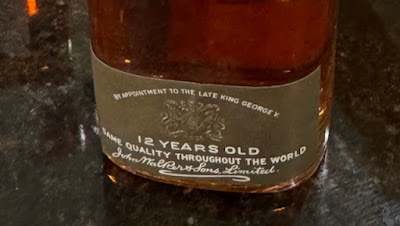 BY APPOINTMENT TO THE LATE KING GEORGE V.
12 YEARS OLD
SAME QUALITY THROUGHOUT THE WORLD
John Walker & Sons, Limited.